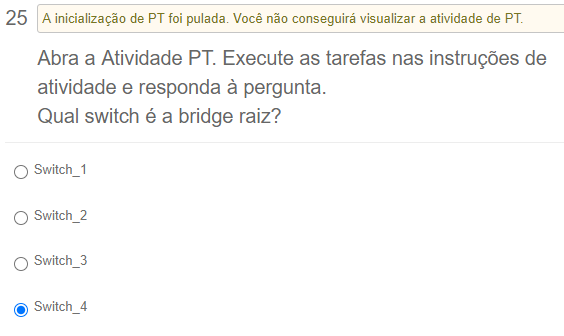 25
A inicialização de PT foi pulada. Você não conseguirá visualizar a atividade de PT.
Abra a Atividade PT. Execute as tarefas nas instruções de
atividade e responda à pergunta.
Qual switch é a bridge raiz?
Switch_1
Switch_2
Switch_3
Switch_4